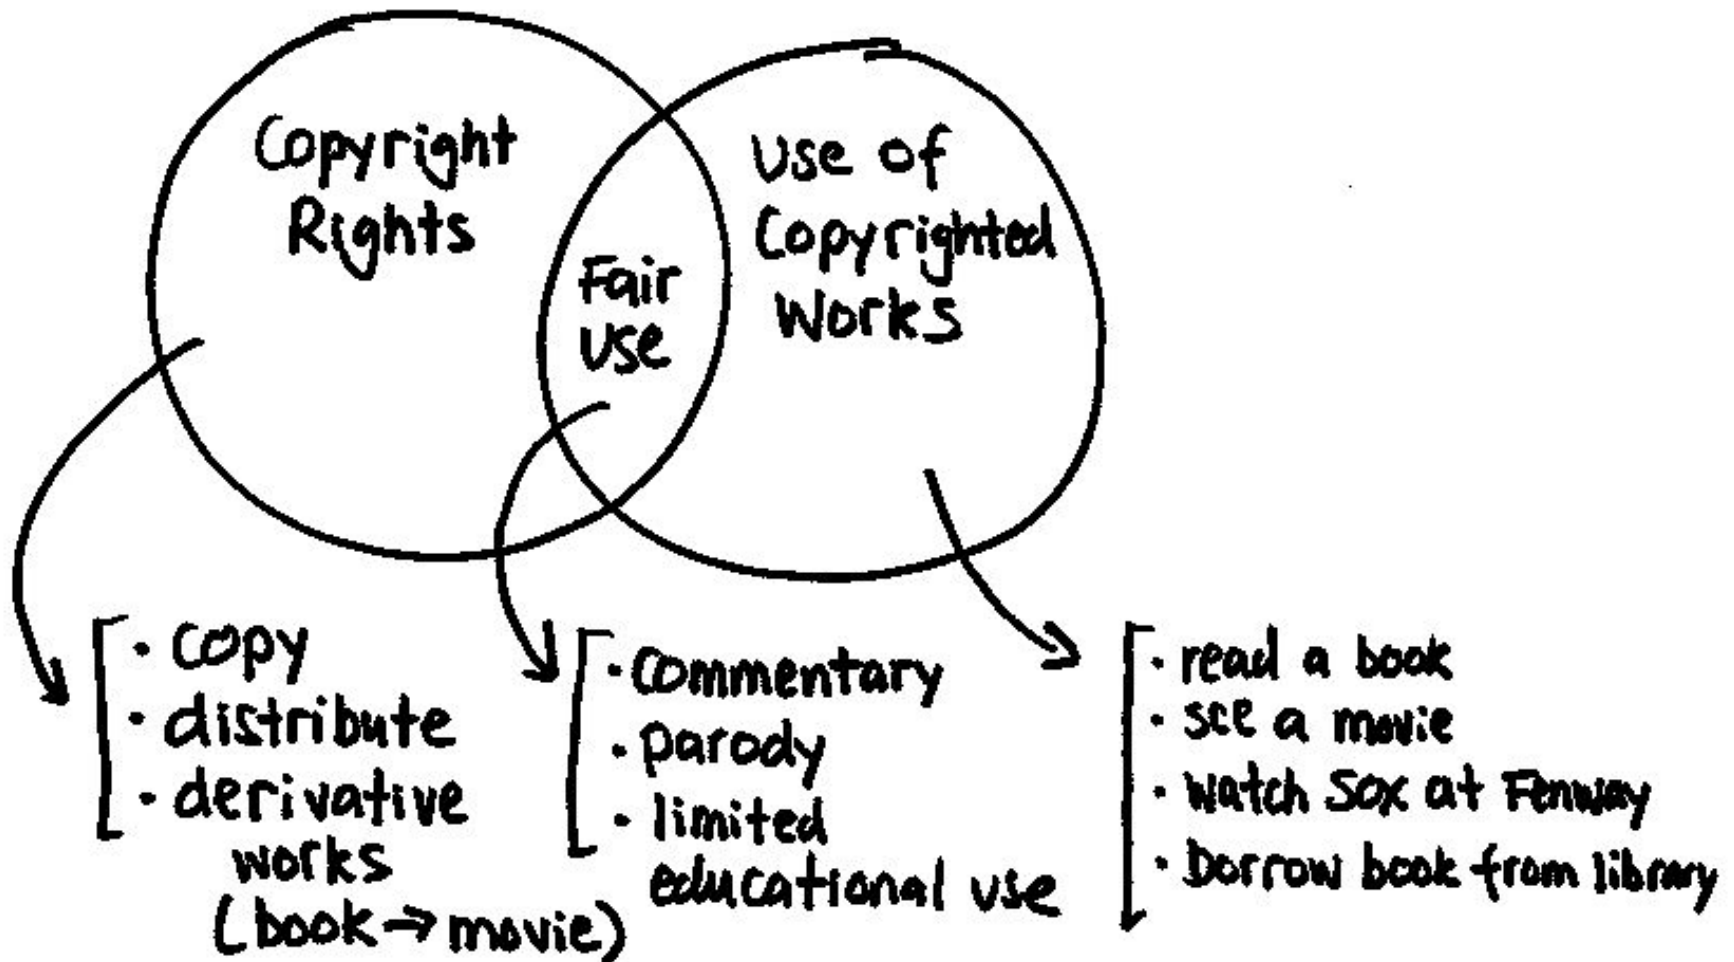 Copyright
Rights
Fair
Use
Use of
Copyrighted
Works
· copy
· distribute
· derivative
works
(book → movie)
· commentary
· parody
· limited
educational use
· read a book
· see a movie
· watch Sox at Fenway
· borrow book from library